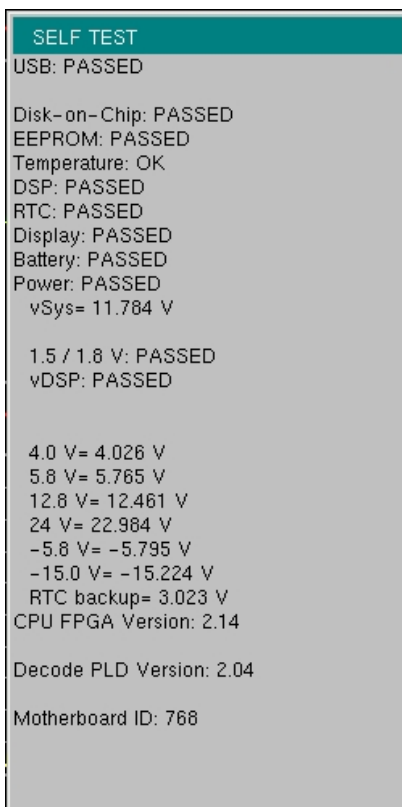 SELF TEST
USB: PASSED
Disk-on-Chip: PASSED
EEPROM: PASSED
Temperature: OK
DSP: PASSED
RTC: PASSED
Display: PASSED
Battery: PASSED
Power: PASSED
vSys= 11.784 V
1.5 / 1.8 V: PASSED
vDSP: PASSED
4.0 V= 4.026 V
5.8 V= 5.765 V
12.8 V= 12.461 V
24 V= 22.984 V
-5.8 V= -5.795 V
-15.0 V= -15.224 V
RTC backup= 3.023 V
CPU FPGA Version: 2.14
Decode PLD Version: 2.04
Motherboard ID: 768